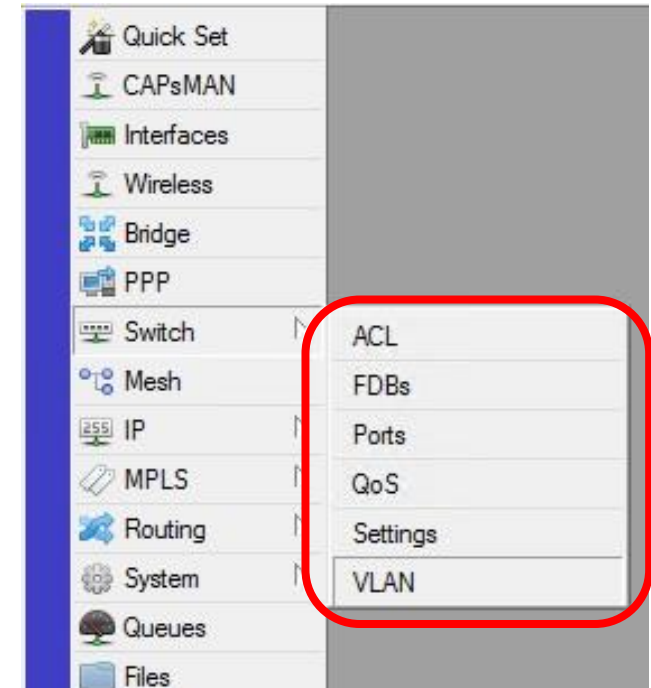 Quick Set
CAPsMAN
Interfaces
Wireless
Bridge
PPP
Switch
Mesh
255 IP
MPLS
Routing
System
Queues
Files
ACL
FDBs
Ports
QoS
Settings
VLAN